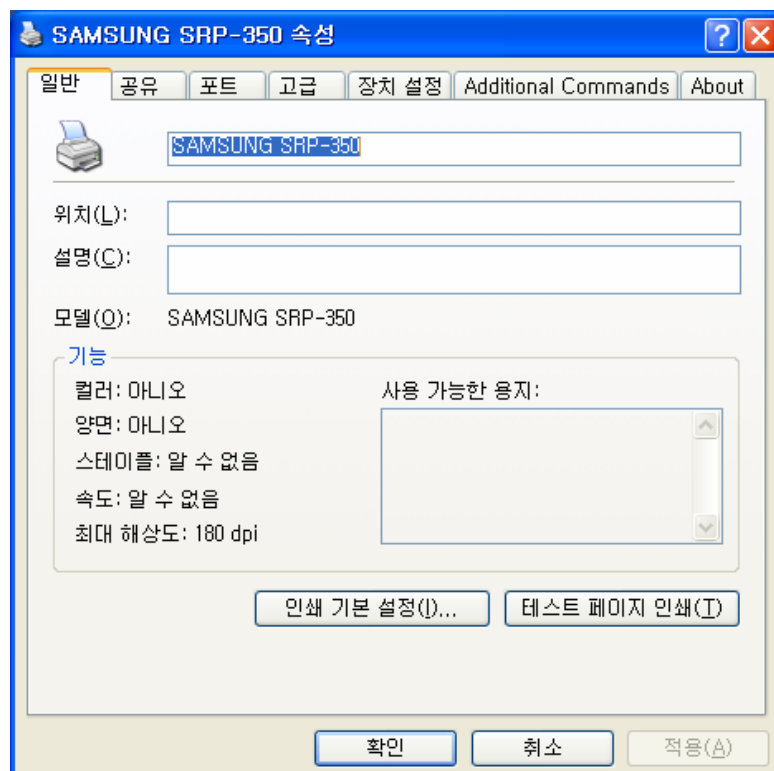 SAMSUNG SRP-350 속성
일반 공유 포트 고급 장치 설정 Additional Commands About
SAMSUNG SRP-350
위치(L):
설명(C):
모델(O): SAMSUNG SRP-350
기능
컬러: 아니오 사용 가능한 용지:
양면: 아니오
스테이플: 알 수 없음
속도: 알 수 없음
최대 해상도: 180 dpi
인쇄 기본 설정(I)... 테스트 페이지 인쇄(T)
확인 취소 적용(A)